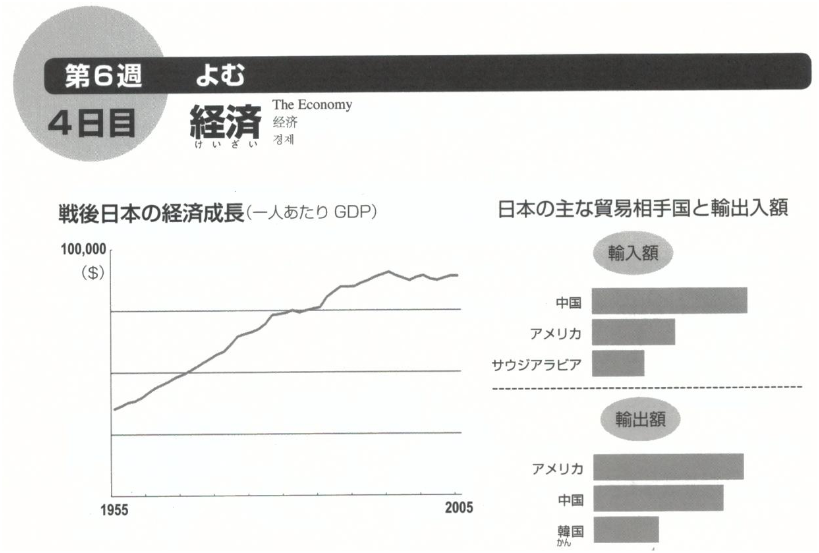 第6週 よむ
4日目 経済 The Economy
けいざい 经济
경제
戦後日本の経済成長(一人あたり GDP)
100,000
($)
1955 2005
日本の主な貿易相手国と輸出入額
輸入額
中国
アメリカ
サウジアラビア
輸出額
アメリカ
中国
韓国
かん